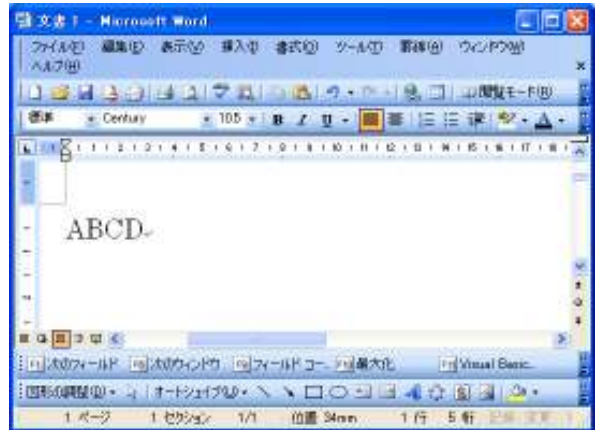 文書 1 - Microsoft Word
ファイル(F) 編集(E) 表示(V) 挿入(I) 書式(O) ツール(T) 罫線(A) ウィンドウ(W)
ヘルプ(H)
閲覧モード(R)
標準 Century 10.5 B I U A
ABCD
次のフィールド 次のウィンドウ フィールド コー... 最大化 Visual Basic...
図形の調整(D) オートシェイプ(U)
1 ページ 1 セクション 1/1 位置 34mm 1 行 5 桁 記録 変更